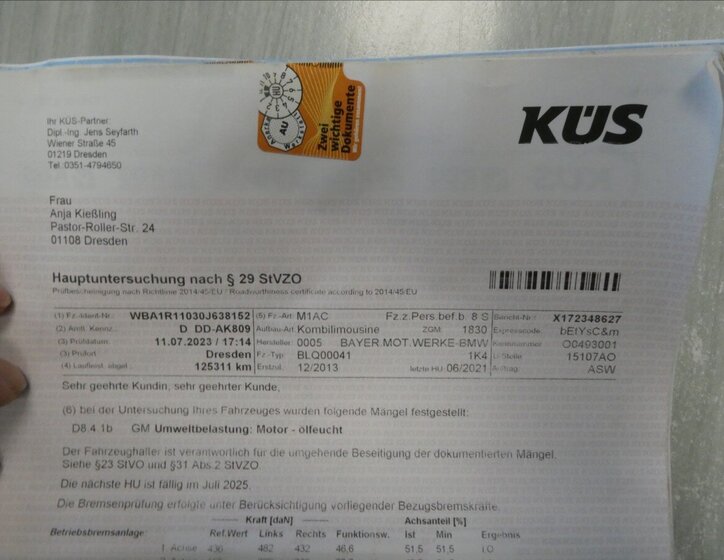 KÜS
Zwei
wichtige
Dokumente
AU
Ihr KÜS-Partner:
Dipl.-Ing. Jens Seyfarth
Wiener Straße 45
01219 Dresden
Tel.:0351-4794650
Frau
Anja Kießling
Pastor-Roller-Str. 24
01108 Dresden
Hauptuntersuchung nach § 29 StVZO
Prüfbescheinigung nach Richtlinie 2014/45/EU / Roadworthiness certificate according to 2014/45/EU
(1) Fz.-Ident-Nr.: WBA1R11030J638152 (5) Fz.-Art M1AC Fz.z.Pers.bef.b. 8 S Bericht-Nr.: X172348627
(2) Amtl. Kennz.: D DD-AK809 Aufbau-Art Kombilimousine ZGM 1830 Expresscode: bEtYsC&m
(3) Prüfdatum: 11.07.2023 / 17:14 Hersteller: 0005 BAYER.MOT.WERKE-BMW O0493001
(3) Prüfort Dresden Fz.-Typ BLQ00041 1K4 U-Stelle 15107AO
(4) Laufleist. abgel.: 125311 km Erstzul. 12/2013 letzte HU: 06/2021 Auftrag: ASW
Sehr geehrte Kundin, sehr geehrter Kunde,
(6) bei der Untersuchung Ihres Fahrzeuges wurden folgende Mängel festgestellt:
D8.4.1b GM Umweltbelastung: Motor - ölfeucht
Der Fahrzeughalter ist verantwortlich für die umgehende Beseitigung der dokumentierten Mängel.
Siehe §23 StVO und §31 Abs.2 StVZO
Die nächste HU ist fällig im Juli 2025.
Die Bremsenprüfung erfolgte unter Berücksichtigung vorliegender Bezugsbremskräfte.
Kraft [daN] Achsanteil [%]
Betriebsbremsanlage: Ref.Wert Links Rechts Funktionsw. Ist Min Ergebnis
1. Achse 436 482 432 46,6 51,5 51,5 i.O